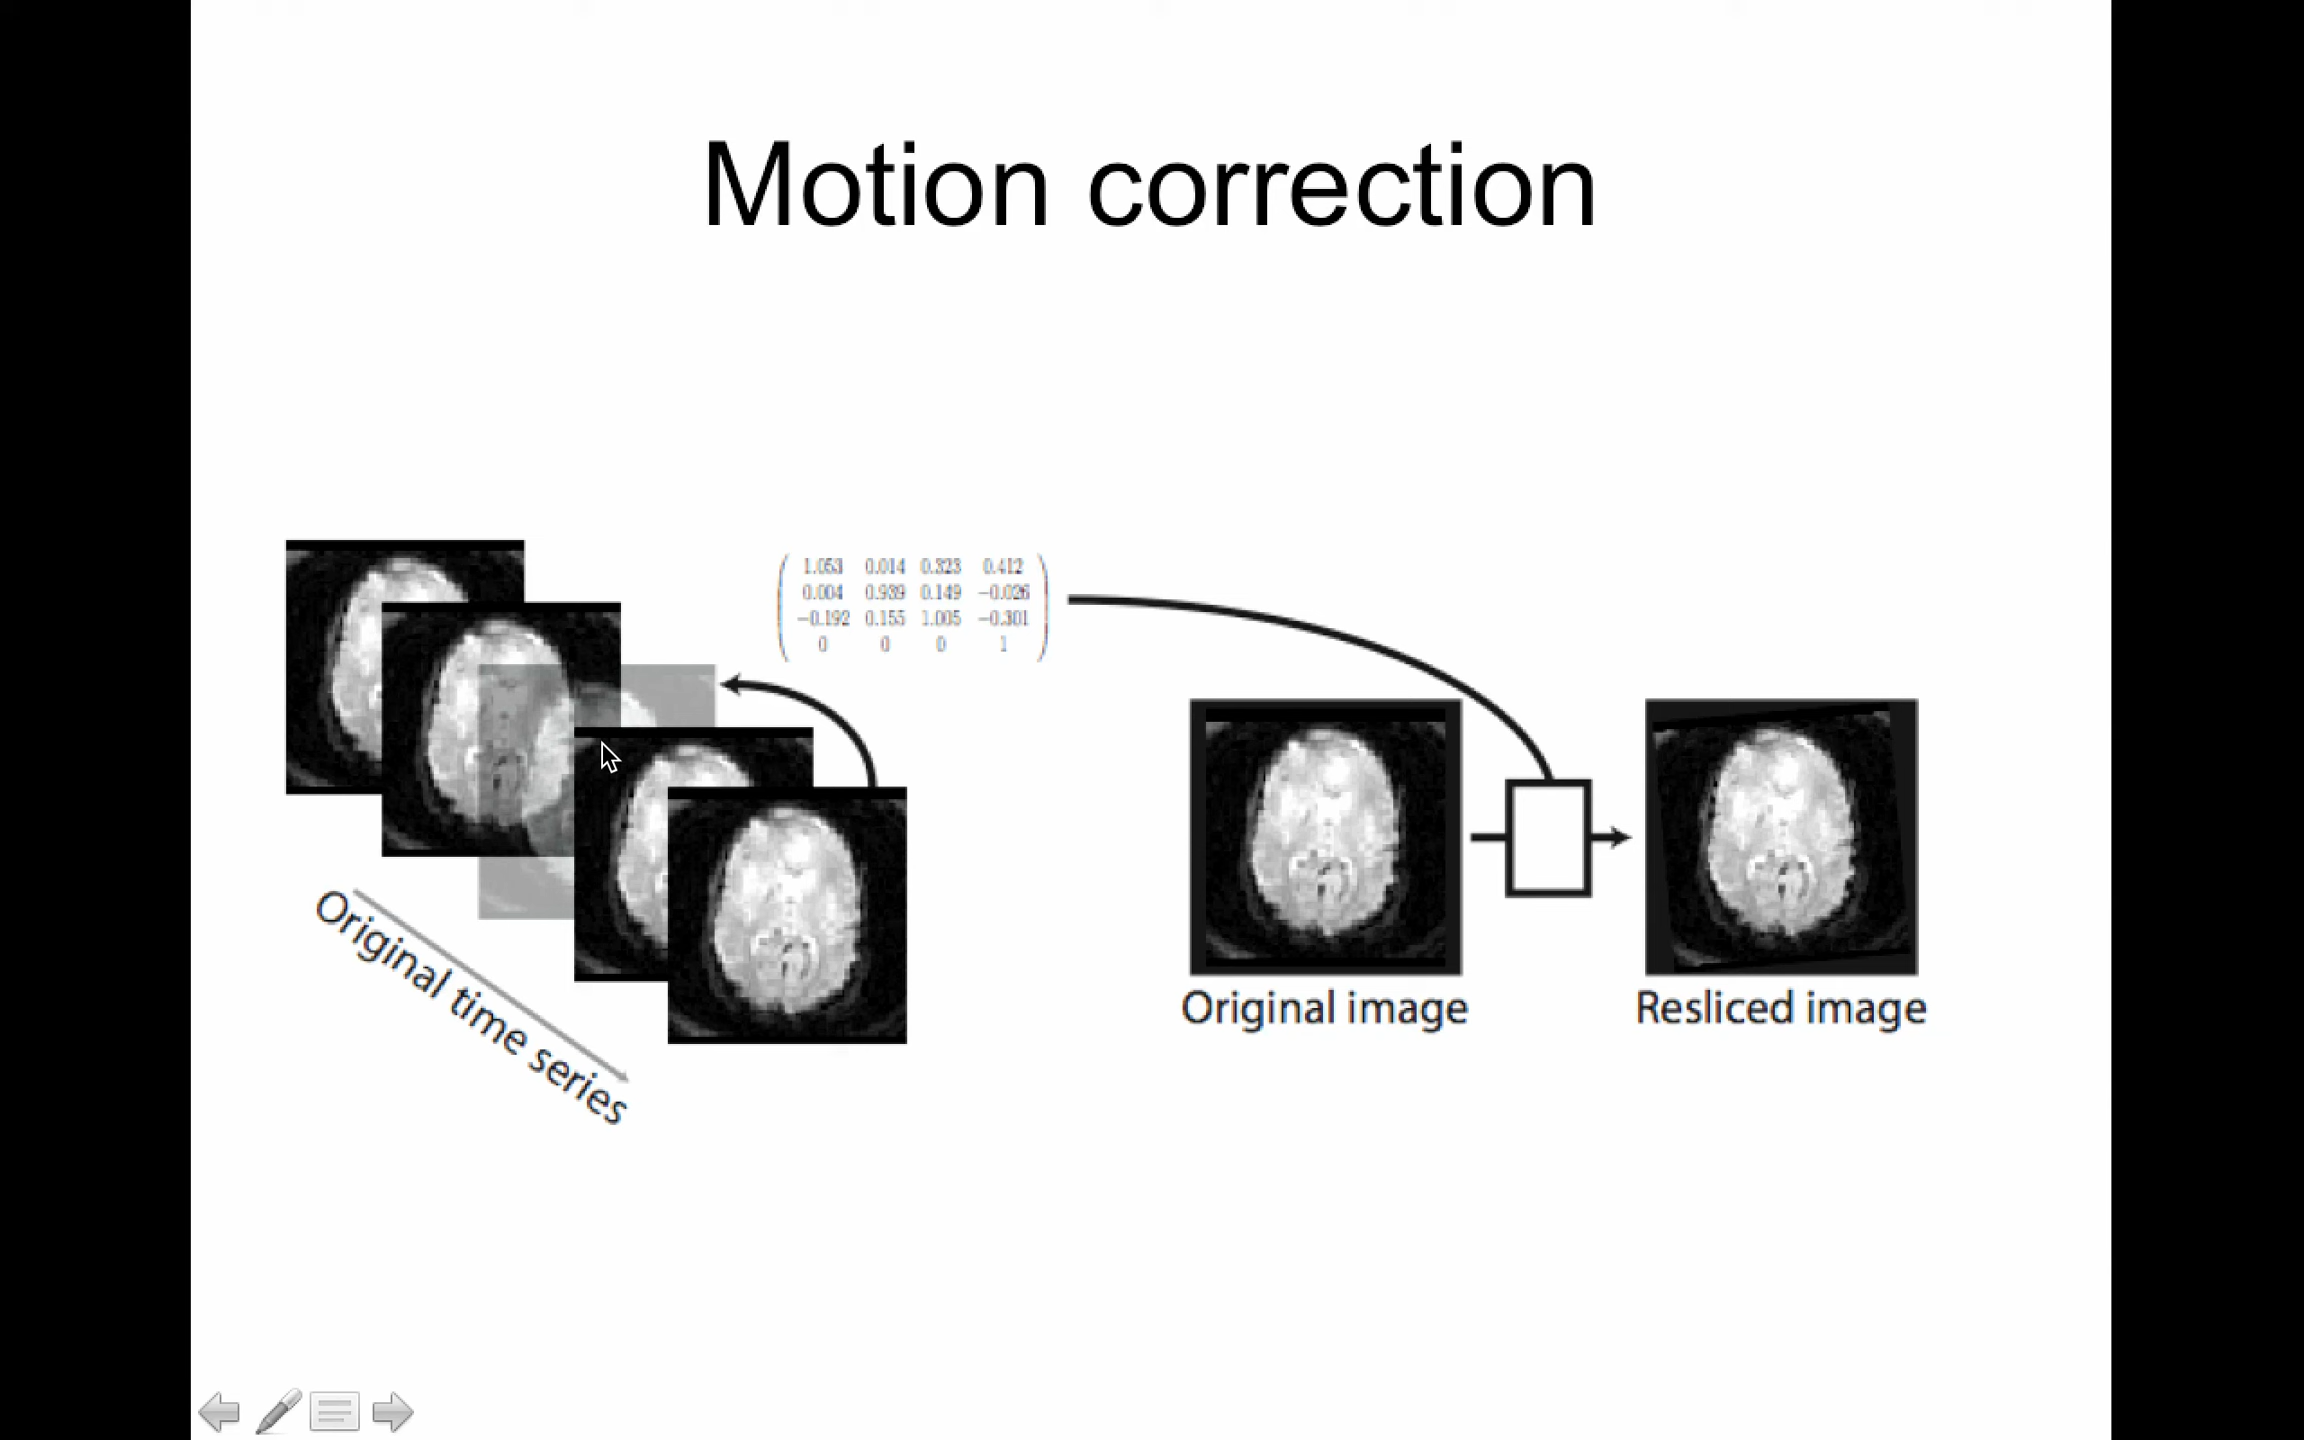 Motion correction
1.053 0.014 0.323 0.412
0.004 0.939 0.149 −0.026
−0.192 0.155 1.005 −0.301
0 0 0 1
Original time series
Original image
Resliced image